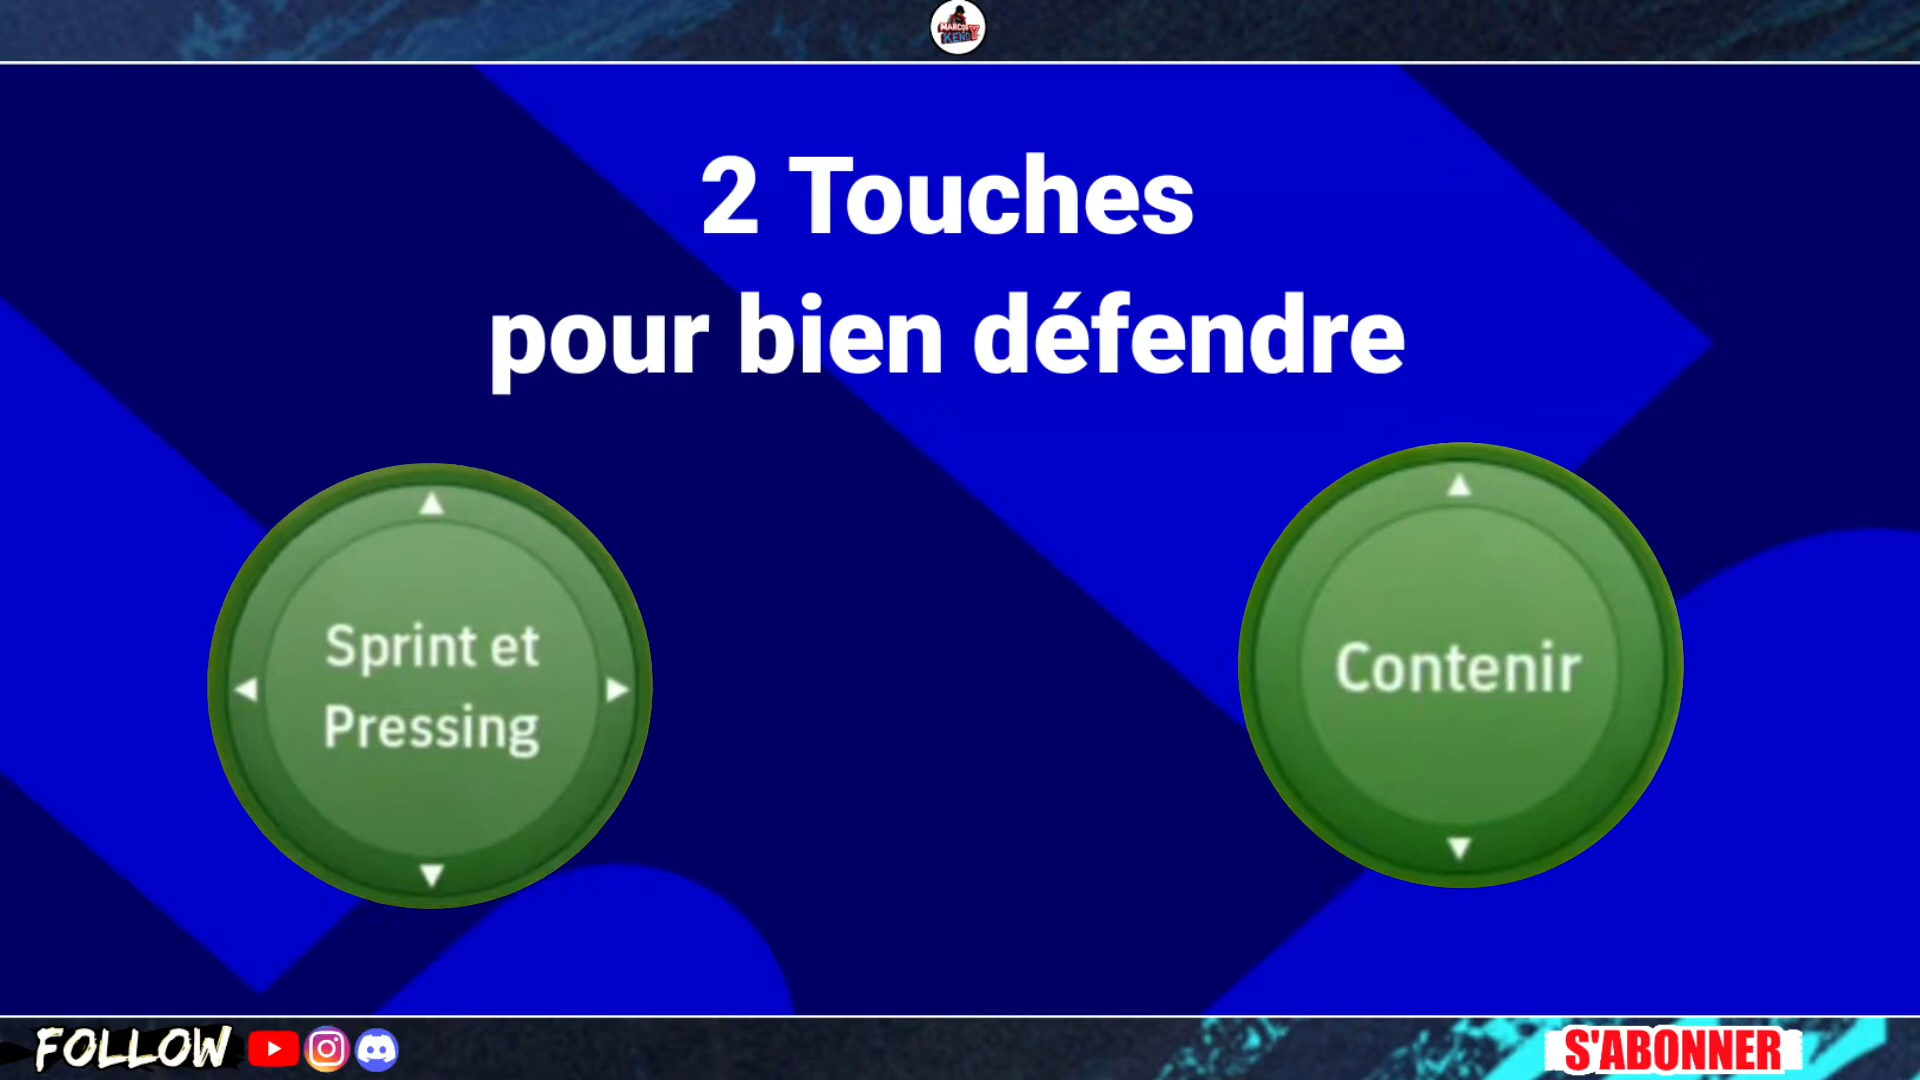 2 Touches
pour bien défendre
Sprint et
Pressing
Contenir
FOLLOW
S'ABONNER